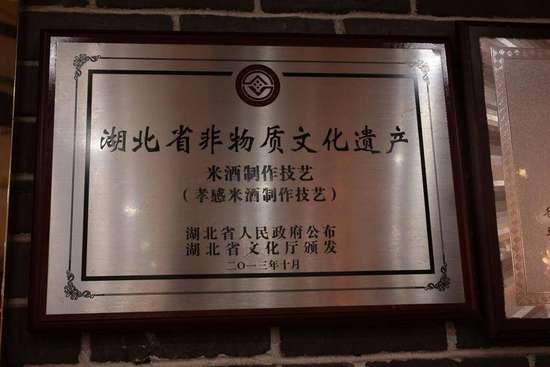 湖北省非物质文化遗产
米酒制作技艺
(孝感米酒制作技艺)
湖北省人民政府公布
湖北省文化厅颁发
二〇一三年十月